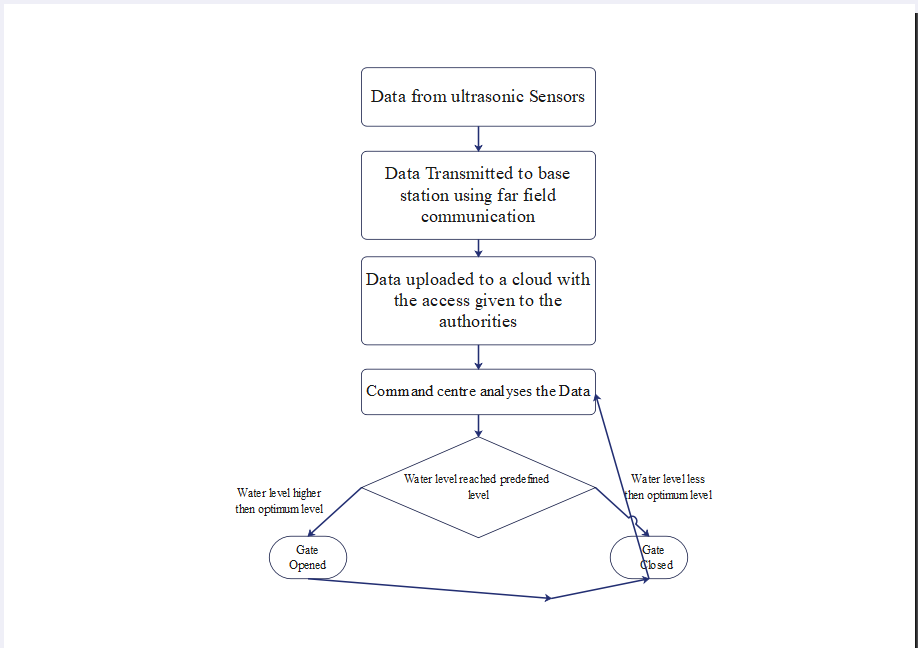 Data from ultrasonic Sensors
Data Transmitted to base
station using far field
communication
Data uploaded to a cloud with
the access given to the
authorities
Command centre analyses the Data
Water level reached predefined
level
Water level higher
then optimum level
Water level less
then optimum level
Gate
Opened
Gate
Closed